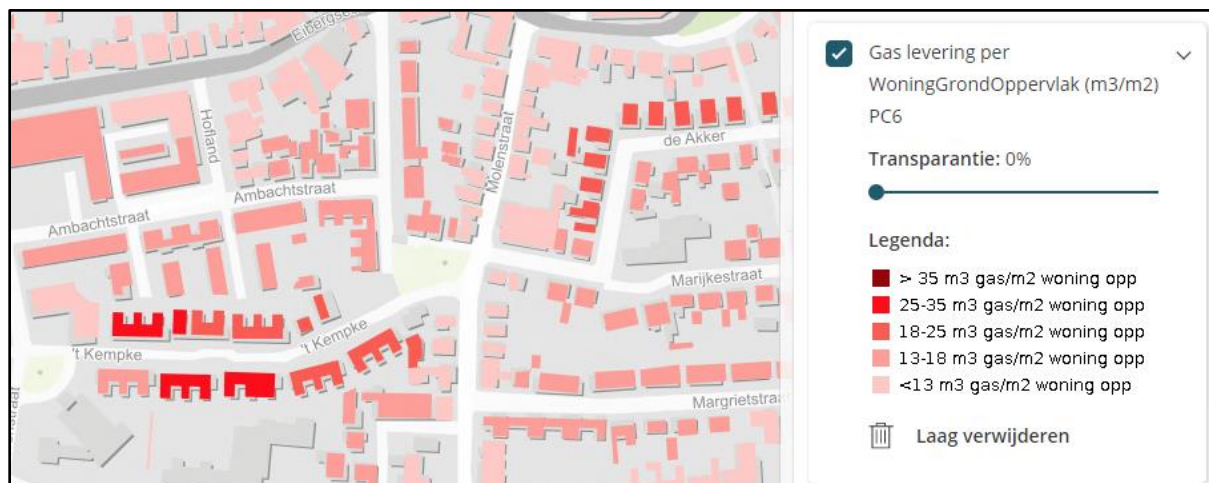 Eibergse
Hofland
Molenstraat
de Akker
Ambachtstraat
Ambachtstraat
Marijkestraat
't Kempke
't Kempke
Margrietstraa
Gas levering per
WoningGrondOppervlak (m3/m2)
PC6
Transparantie: 0%
Legenda:
> 35 m3 gas/m2 woning opp
25-35 m3 gas/m2 woning opp
18-25 m3 gas/m2 woning opp
13-18 m3 gas/m2 woning opp
<13 m3 gas/m2 woning opp
Laag verwijderen